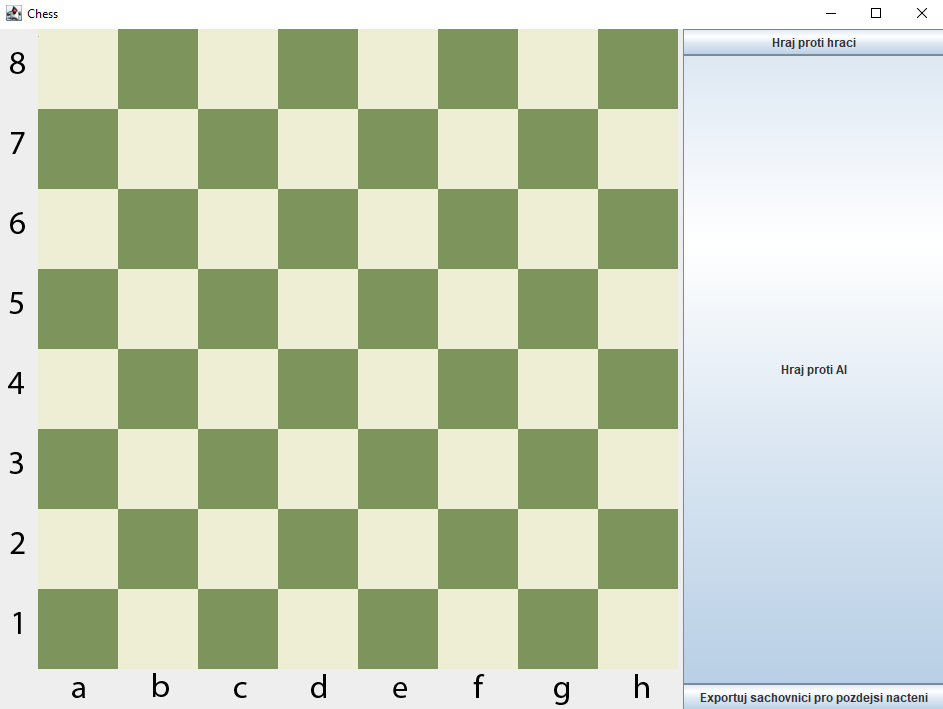 Chess
Hraj proti hraci
8
7
6
5
4
3
2
1
a b c d e f g h
Hraj proti AI
Exportuj sachovnici pro pozdejsi nacteni